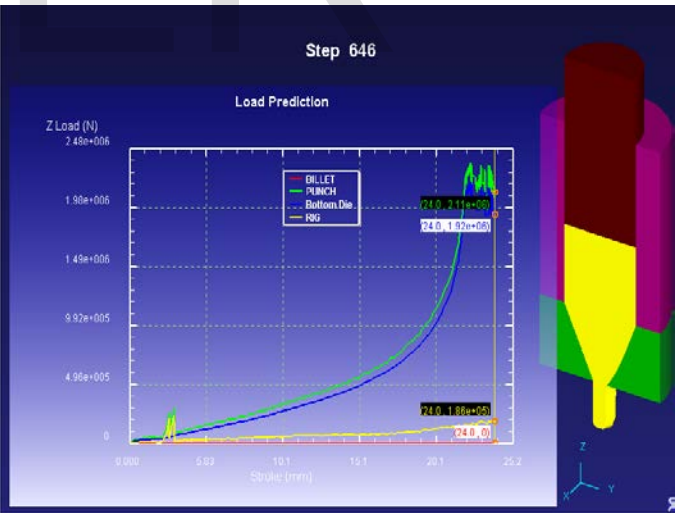 Step 646
Load Prediction
Z Load (N)
2.48e+006
BILLET
PUNCH
Bottom Die
RIG
1.90e+006
(24.0 , 2.11e+06)
(24.0 , 1.92e+06)
1.49e+006
9.92e+005
4.96e+005
(24.0 , 1.86e+05)
(24.0 , 0)
0
0.000 5.03 10.1 15.1 20.1 25.2
Stroke (mm)
Z
X Y